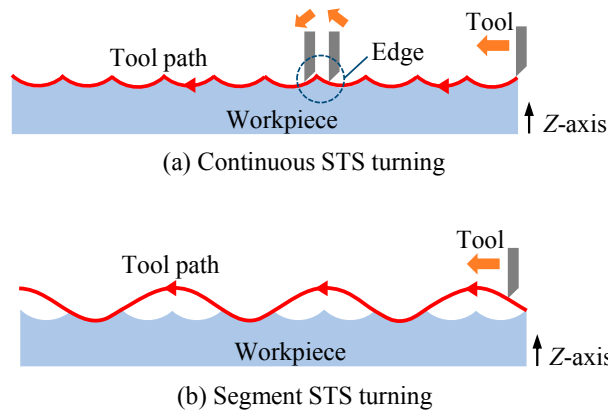 Tool path
Edge
Tool
Workpiece
Z-axis
(a) Continuous STS turning
Tool path
Tool
Workpiece
Z-axis
(b) Segment STS turning